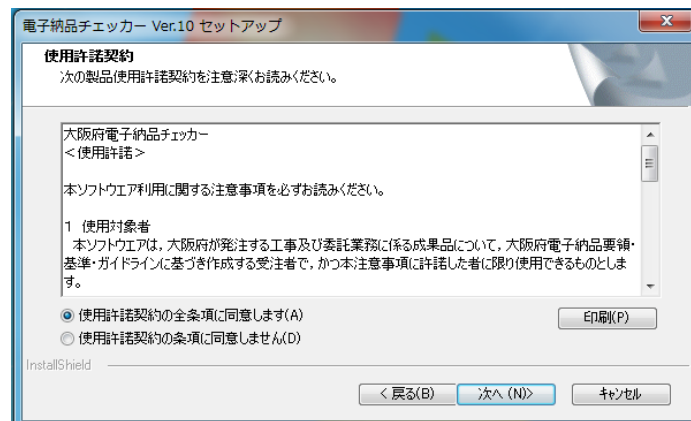 電子納品チェッカー Ver.10 セットアップ
使用許諾契約
次の製品使用許諾契約を注意深くお読みください。
大阪府電子納品チェッカー
＜使用許諾＞
本ソフトウエア利用に関する注意事項を必ずお読みください。
1 使用対象者
本ソフトウエアは，大阪府が発注する工事及び委託業務に係る成果品について，大阪府電子納品要領・
基準・ガイドラインに基づき作成する受注者で，かつ本注意事項に許諾した者に限り使用できるものとしま
す。
使用許諾契約の全条項に同意します(A)
印刷(P)
使用許諾契約の条項に同意しません(D)
InstallShield
< 戻る(B)
次へ (N)>
キャンセル